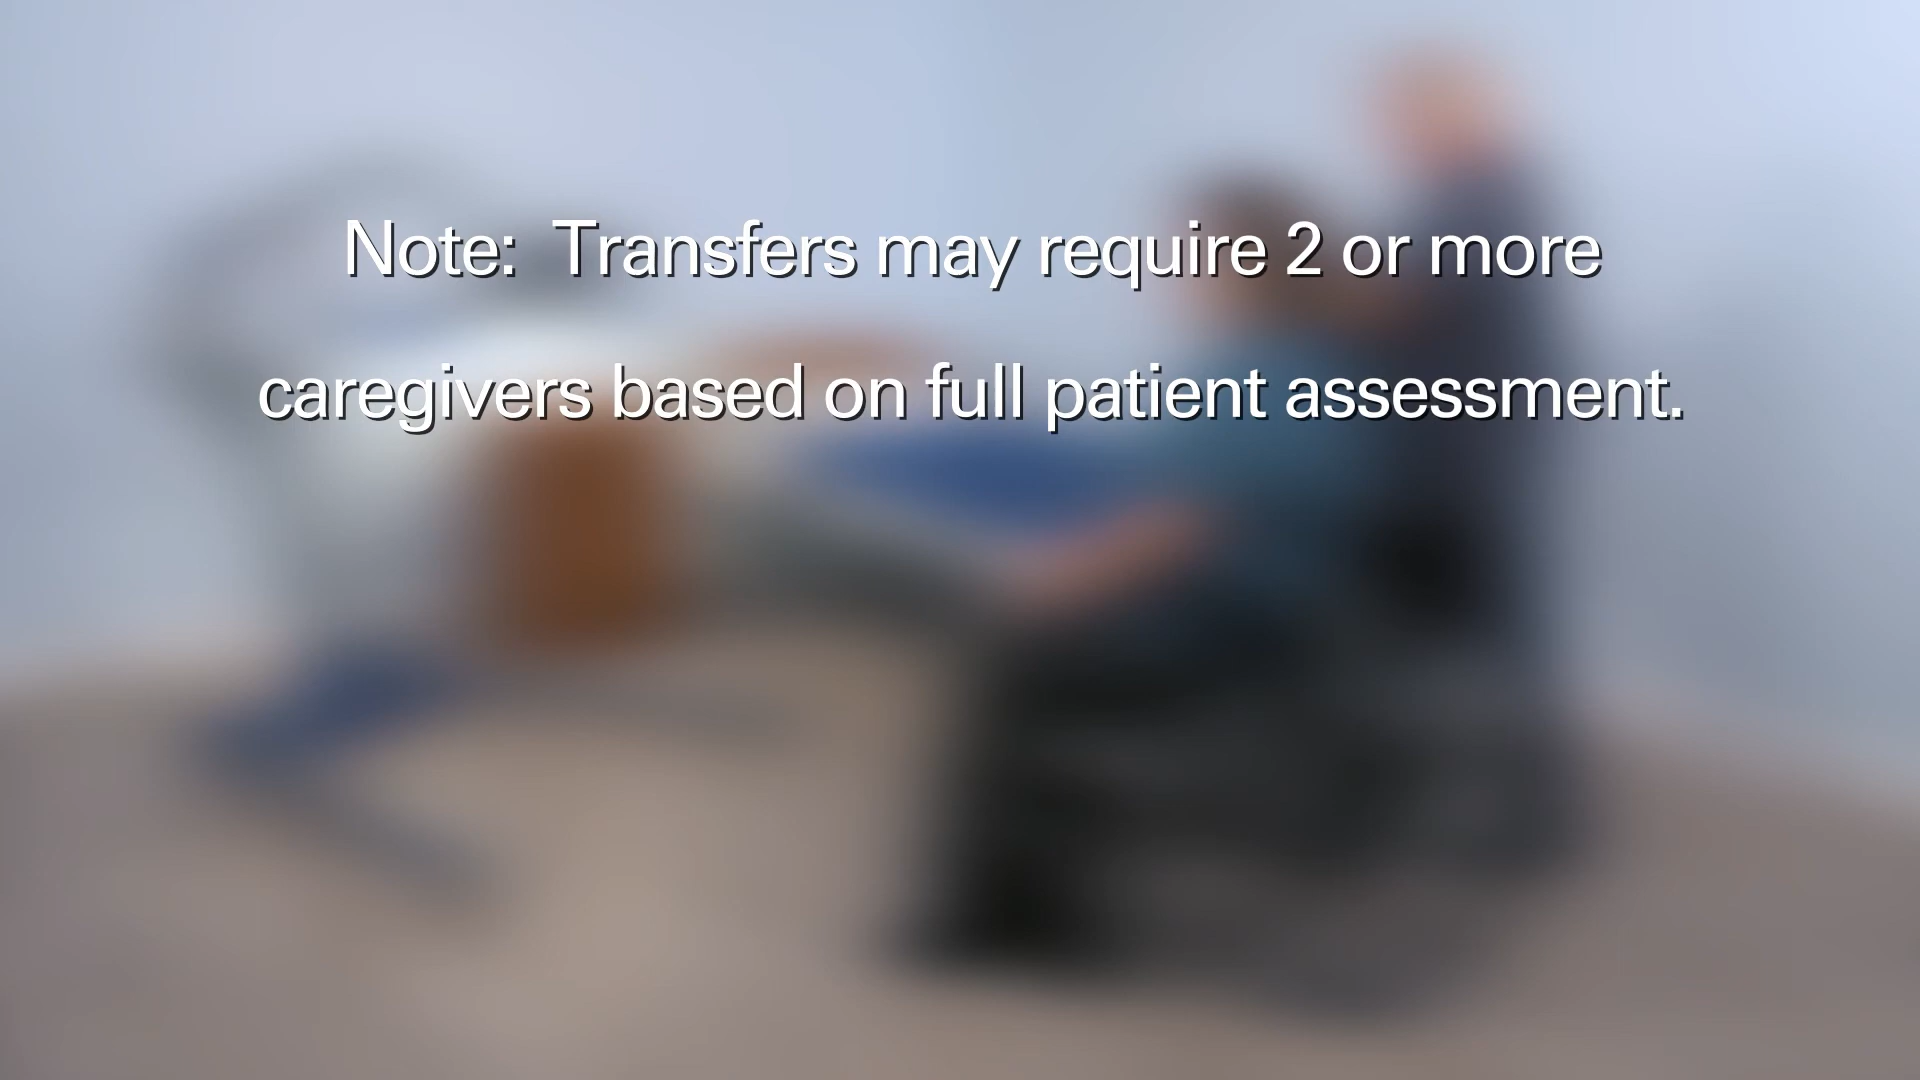 Note:  Transfers may require 2 or more
caregivers based on full patient assessment.